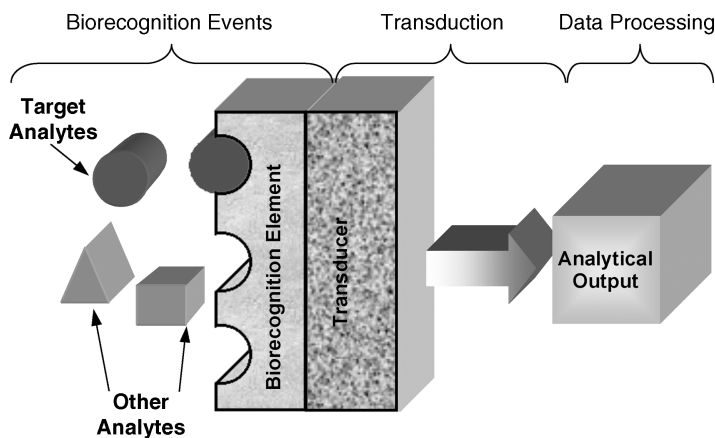 Biorecognition Events
Transduction
Data Processing
Target
Analytes
Biorecognition Element
Transducer
Analytical
Output
Other
Analytes